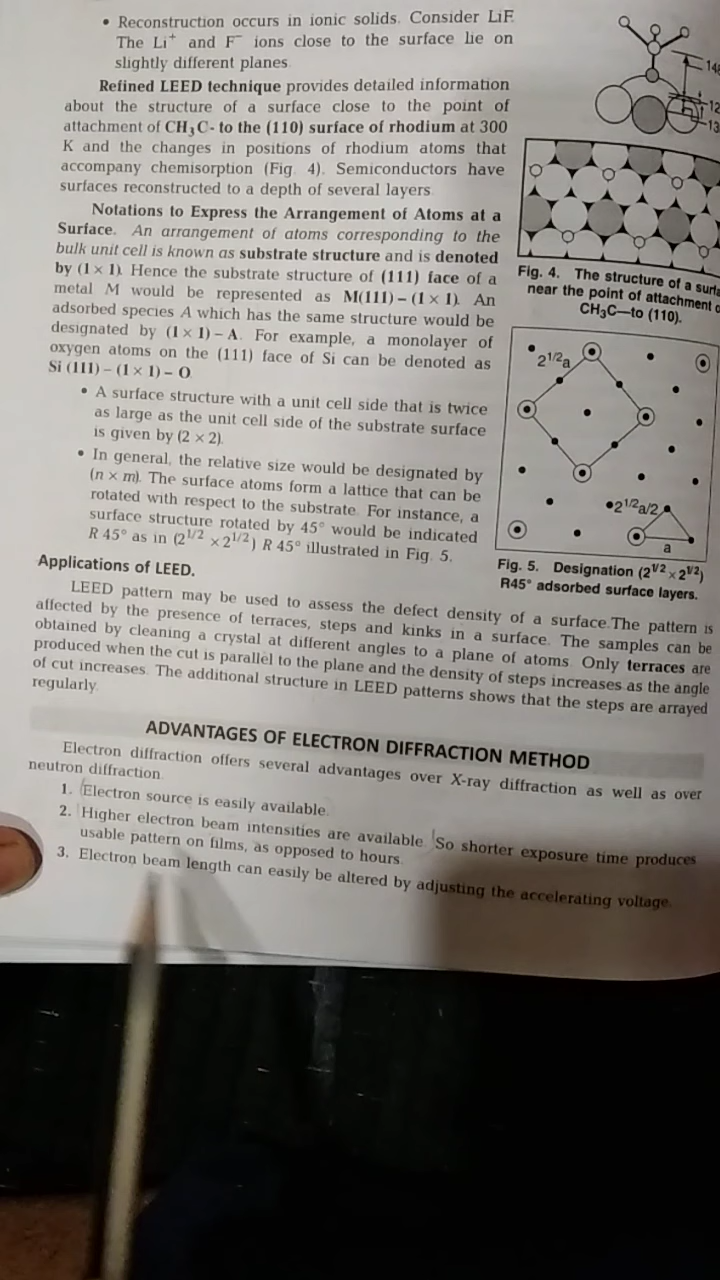 • Reconstruction occurs in ionic solids. Consider LiF.
The Li⁺ and F⁻ ions close to the surface lie on
slightly different planes.
Refined LEED technique provides detailed information
about the structure of a surface close to the point of
attachment of CH₃C- to the (110) surface of rhodium at 300
K and the changes in positions of rhodium atoms that
accompany chemisorption (Fig. 4). Semiconductors have
surfaces reconstructed to a depth of several layers.
Notations to Express the Arrangement of Atoms at a
Surface. An arrangement of atoms corresponding to the
bulk unit cell is known as substrate structure and is denoted
by (1 × 1). Hence the substrate structure of (111) face of a
metal M would be represented as M(111) – (1 × 1). An
adsorbed species A which has the same structure would be
designated by (1 × 1) – A. For example, a monolayer of
oxygen atoms on the (111) face of Si can be denoted as
Si (111) – (1 × 1) – O.
• A surface structure with a unit cell side that is twice
as large as the unit cell side of the substrate surface
is given by (2 × 2).
• In general, the relative size would be designated by
(n × m). The surface atoms form a lattice that can be
rotated with respect to the substrate. For instance, a
surface structure rotated by 45° would be indicated
R 45° as in (2^1/2 × 2^1/2) R 45° illustrated in Fig. 5.
14
12
13
Fig. 4. The structure of a
near the point of attachment
CH₃C—to (110).
2^1/2a
2^1/2a/2
a
Fig. 5. Designation (2^1/2 × 2^1/2)
R45° adsorbed surface layers.
Applications of LEED.
LEED pattern may be used to assess the defect density of a surface. The pattern is
affected by the presence of terraces, steps and kinks in a surface. The samples can be
obtained by cleaning a crystal at different angles to a plane of atoms. Only terraces are
produced when the cut is parallel to the plane and the density of steps increases as the angle
of cut increases. The additional structure in LEED patterns shows that the steps are arrayed
regularly.
ADVANTAGES OF ELECTRON DIFFRACTION METHOD
Electron diffraction offers several advantages over X-ray diffraction as well as over
neutron diffraction.
1. Electron source is easily available.
2. Higher electron beam intensities are available. So shorter exposure time produces
usable pattern on films, as opposed to hours.
3. Electron beam length can easily be altered by adjusting the accelerating voltage.